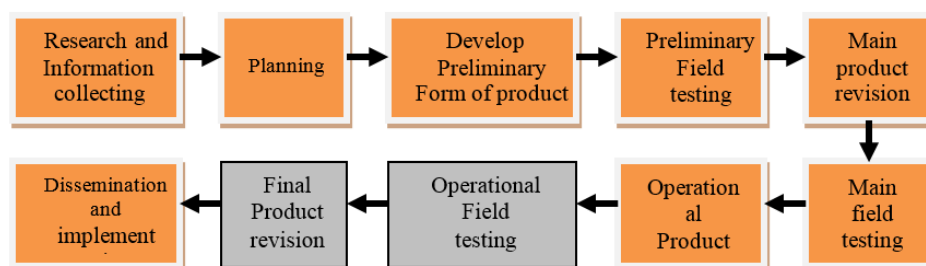 Research and
Information
collecting
Planning
Develop
Preliminary
Form of product
Preliminary
Field
testing
Main
product
revision
Main
field
testing
Operation
al
Product
Operational
Field
testing
Final
Product
revision
Dissemination
and
implement